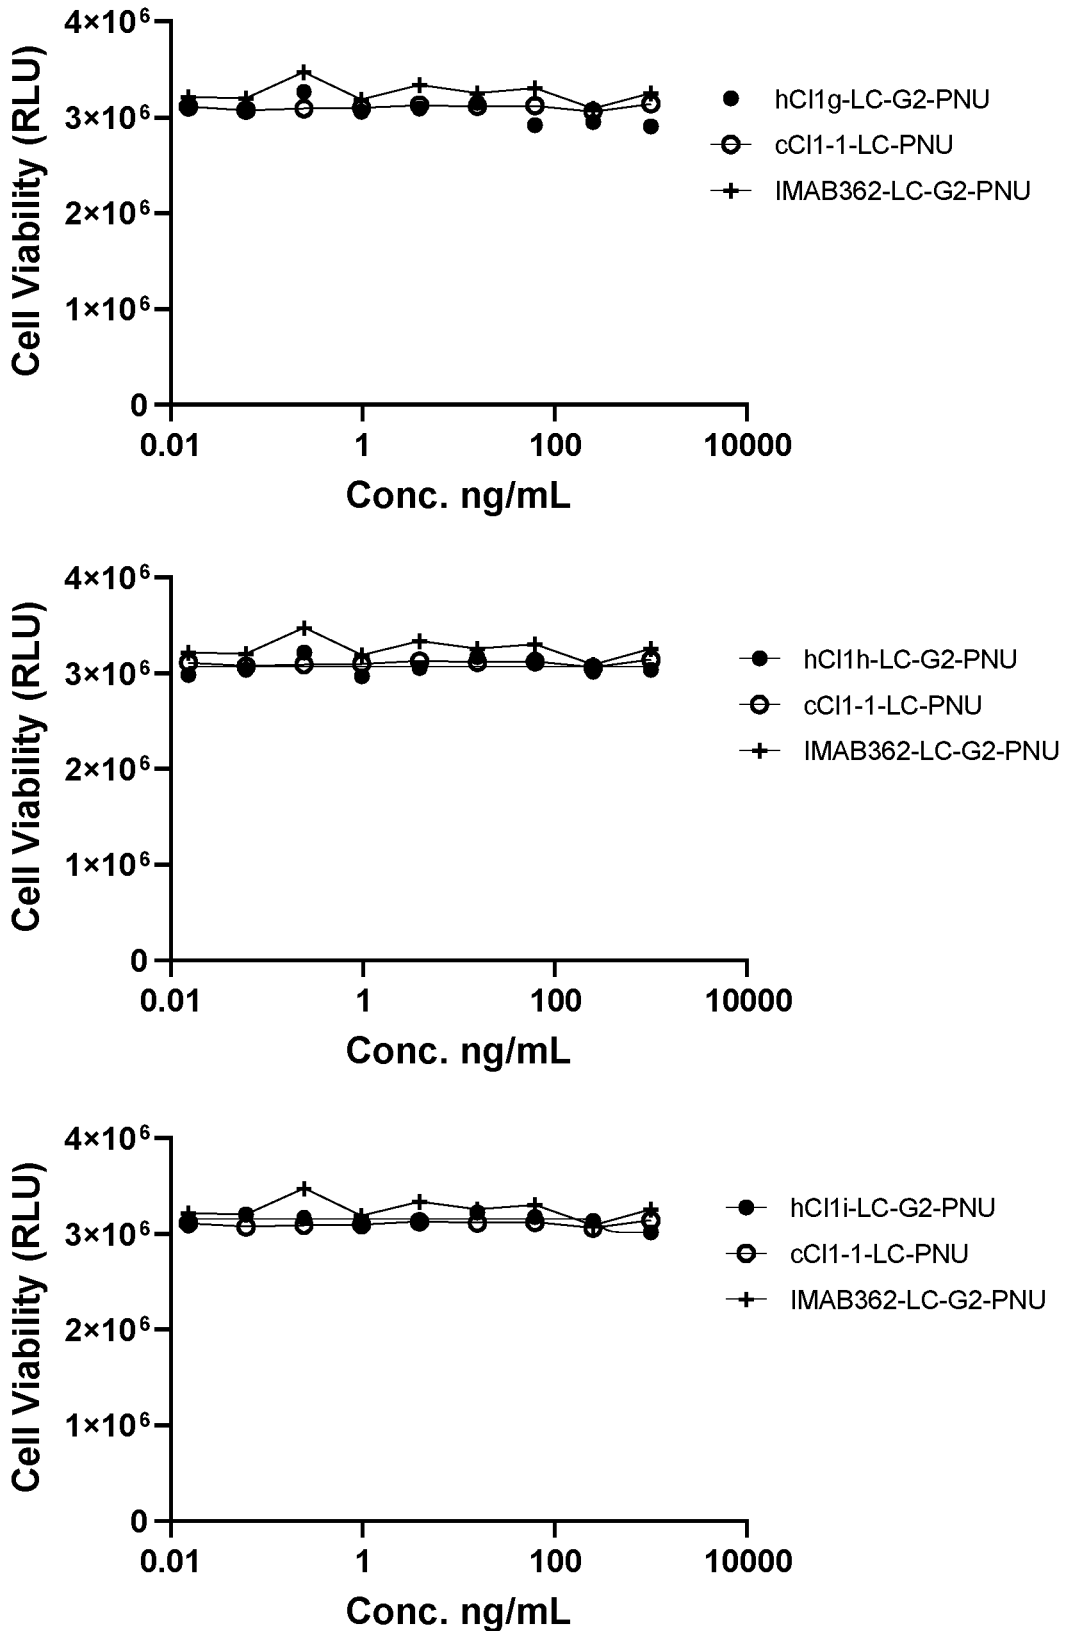 4×10⁶
3×10⁶
2×10⁶
1×10⁶
0
Cell Viability (RLU)
0.01 1 100 10000
Conc. ng/mL
hCl1g-LC-G2-PNU
cCl1-1-LC-PNU
IMAB362-LC-G2-PNU
4×10⁶
3×10⁶
2×10⁶
1×10⁶
0
Cell Viability (RLU)
0.01 1 100 10000
Conc. ng/mL
hCl1h-LC-G2-PNU
cCl1-1-LC-PNU
IMAB362-LC-G2-PNU
4×10⁶
3×10⁶
2×10⁶
1×10⁶
0
Cell Viability (RLU)
0.01 1 100 10000
Conc. ng/mL
hCl1i-LC-G2-PNU
cCl1-1-LC-PNU
IMAB362-LC-G2-PNU